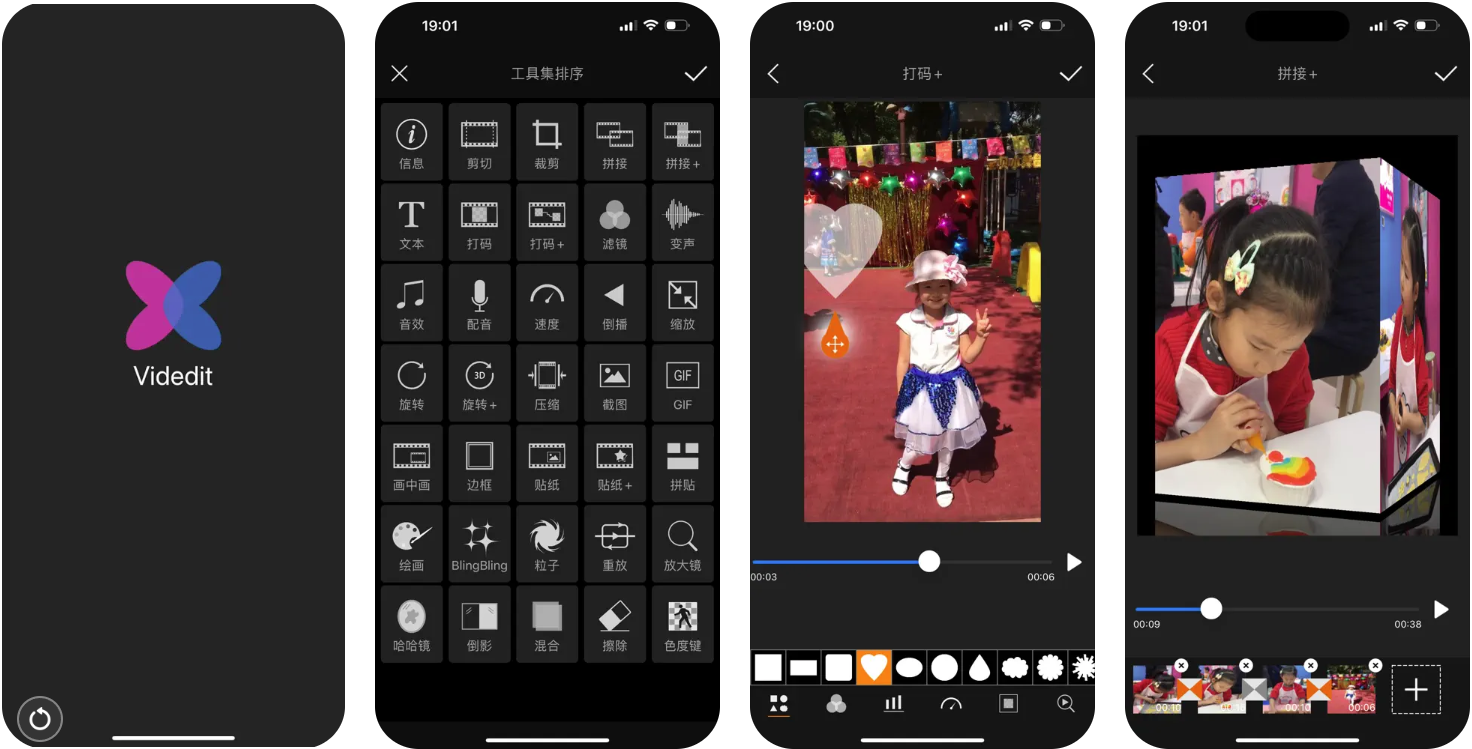 Videdit
19:01
工具集排序
信息 剪切 裁剪 拼接 拼接+
文本 打码 打码+ 滤镜 变声
音效 配音 速度 倒播 缩放
3D GIF
旋转 旋转+ 压缩 截图 GIF
画中画 边框 贴纸 贴纸+ 拼贴
绘画 BlingBling 粒子 重放 放大镜
哈哈镜 倒影 混合 擦除 色度键
19:00
打码+
00:03 00:06
19:01
拼接+
00:09 00:38
00:10 00:10 00:10 00:06